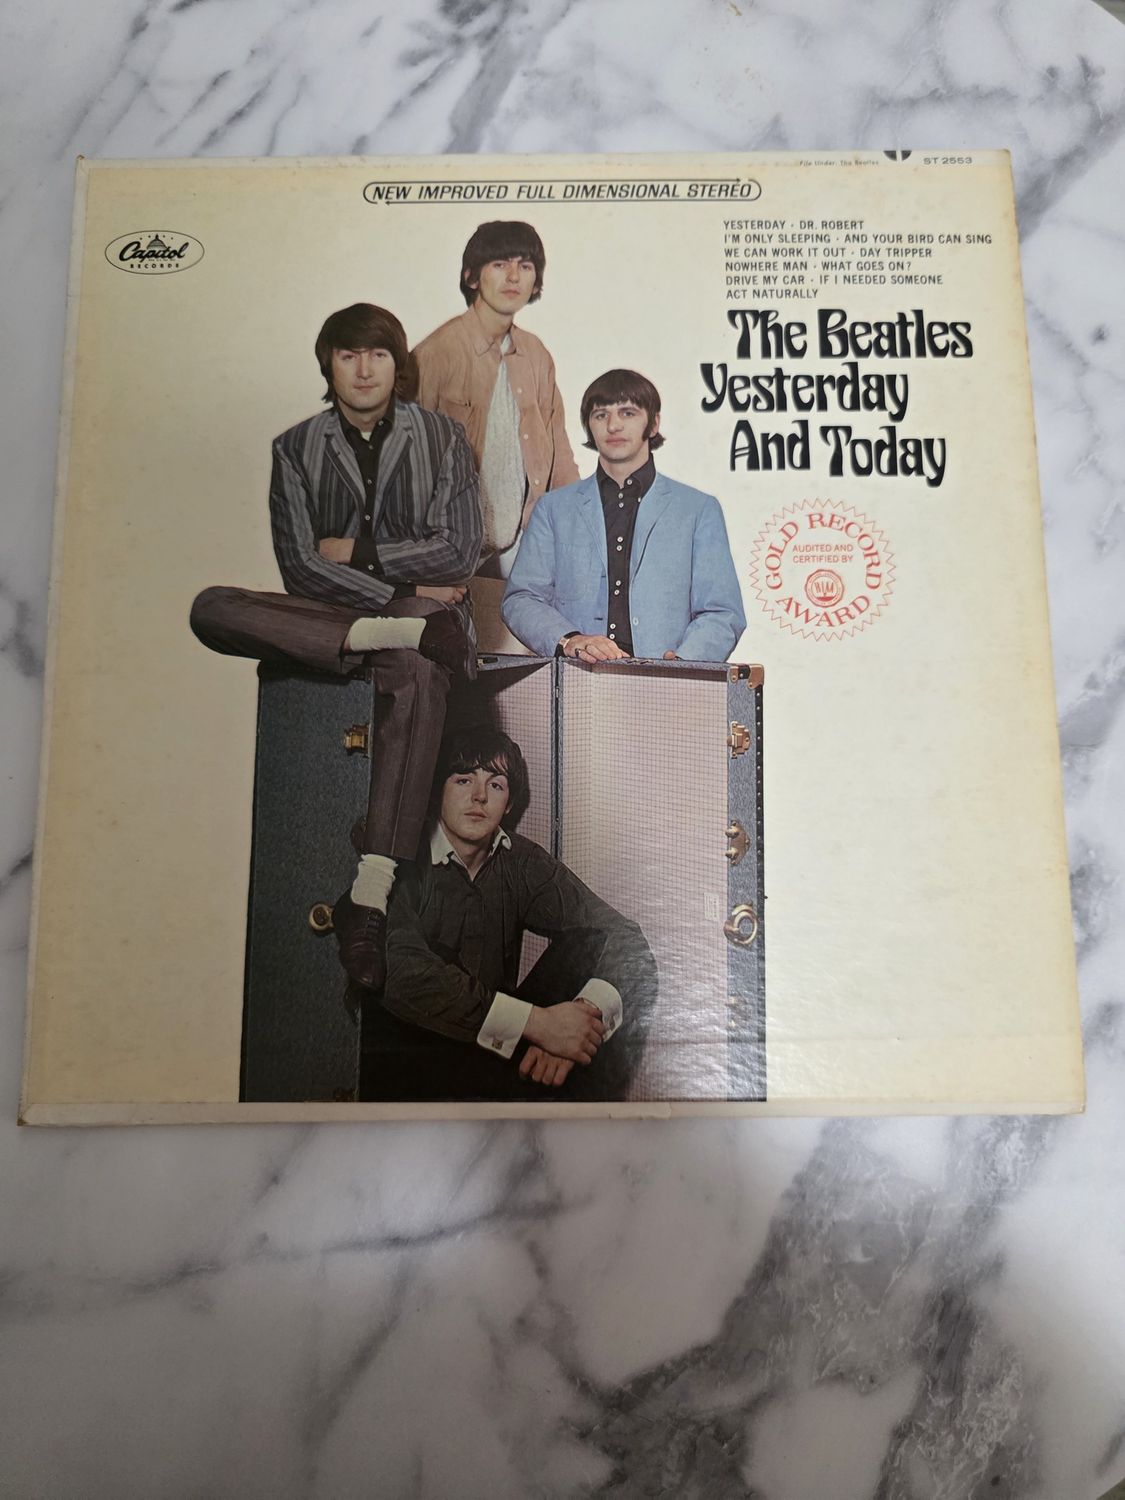 File Under: The Beatles
ST 2553
NEW IMPROVED FULL DIMENSIONAL STEREO
Capitol
RECORDS
YESTERDAY · DR. ROBERT
I'M ONLY SLEEPING · AND YOUR BIRD CAN SING
WE CAN WORK IT OUT · DAY TRIPPER
NOWHERE MAN · WHAT GOES ON?
DRIVE MY CAR · IF I NEEDED SOMEONE
ACT NATURALLY
The Beatles
Yesterday
And Today
GOLD RECORD
AUDITED AND
CERTIFIED BY
RIAA
AWARD